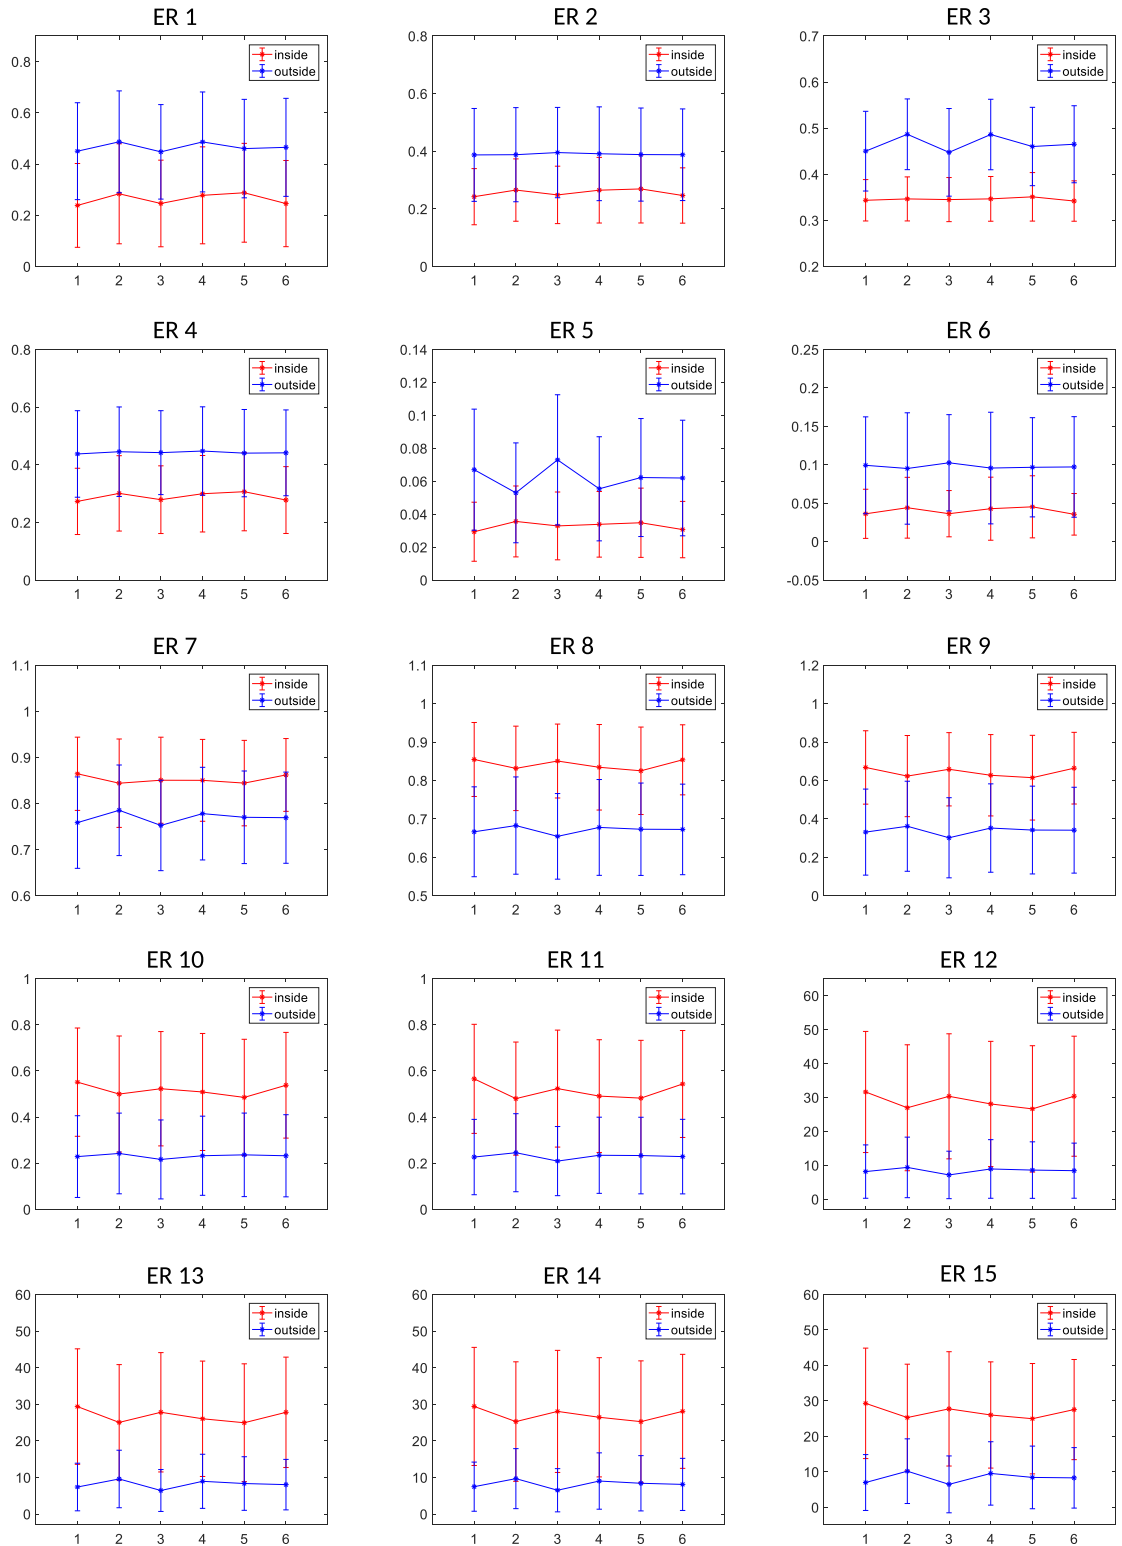 ER 1
ER 2
ER 3
0.8
0.6
0.4
0.2
0
1 2 3 4 5 6
inside
outside
0.8
0.6
0.4
0.2
0
1 2 3 4 5 6
inside
outside
0.7
0.6
0.5
0.4
0.3
0.2
1 2 3 4 5 6
inside
outside
ER 4
ER 5
ER 6
0.8
0.6
0.4
0.2
0
1 2 3 4 5 6
inside
outside
0.14
0.12
0.1
0.08
0.06
0.04
0.02
0
1 2 3 4 5 6
inside
outside
0.25
0.2
0.15
0.1
0.05
0
-0.05
1 2 3 4 5 6
inside
outside
ER 7
ER 8
ER 9
1.1
1
0.9
0.8
0.7
0.6
1 2 3 4 5 6
inside
outside
1.1
1
0.9
0.8
0.7
0.6
0.5
1 2 3 4 5 6
inside
outside
1.2
1
0.8
0.6
0.4
0.2
0
1 2 3 4 5 6
inside
outside
ER 10
ER 11
ER 12
1
0.8
0.6
0.4
0.2
0
1 2 3 4 5 6
inside
outside
1
0.8
0.6
0.4
0.2
0
1 2 3 4 5 6
inside
outside
60
50
40
30
20
10
0
1 2 3 4 5 6
inside
outside
ER 13
ER 14
ER 15
60
50
40
30
20
10
0
1 2 3 4 5 6
inside
outside
60
50
40
30
20
10
0
1 2 3 4 5 6
inside
outside
60
50
40
30
20
10
0
1 2 3 4 5 6
inside
outside